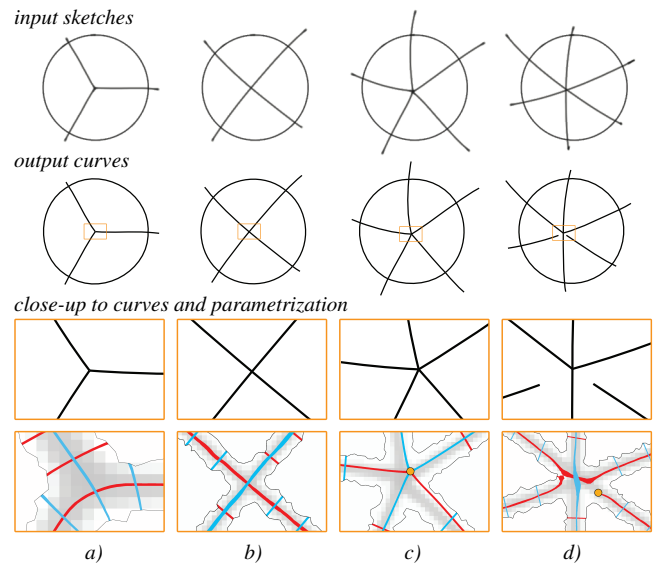 input sketches
output curves
close-up to curves and parametrization
a) b) c) d)